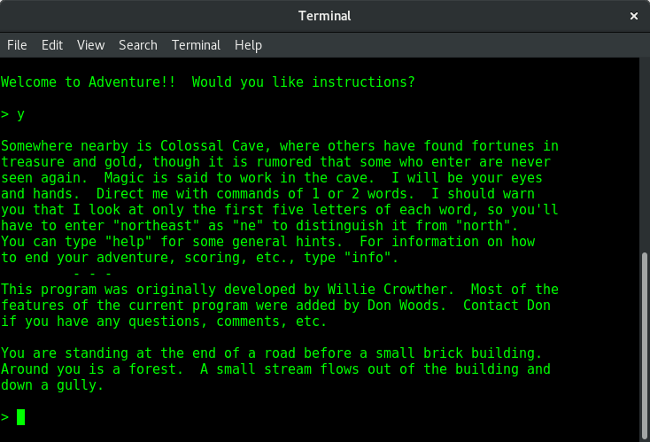 Terminal
×
File Edit View Search Terminal Help
Welcome to Adventure!!  Would you like instructions?
> y
Somewhere nearby is Colossal Cave, where others have found fortunes in
treasure and gold, though it is rumored that some who enter are never
seen again.  Magic is said to work in the cave.  I will be your eyes
and hands.  Direct me with commands of 1 or 2 words.  I should warn
you that I look at only the first five letters of each word, so you'll
have to enter "northeast" as "ne" to distinguish it from "north".
You can type "help" for some general hints.  For information on how
to end your adventure, scoring, etc., type "info".
- - -
This program was originally developed by Willie Crowther.  Most of the
features of the current program were added by Don Woods.  Contact Don
if you have any questions, comments, etc.
You are standing at the end of a road before a small brick building.
Around you is a forest.  A small stream flows out of the building and
down a gully.
>